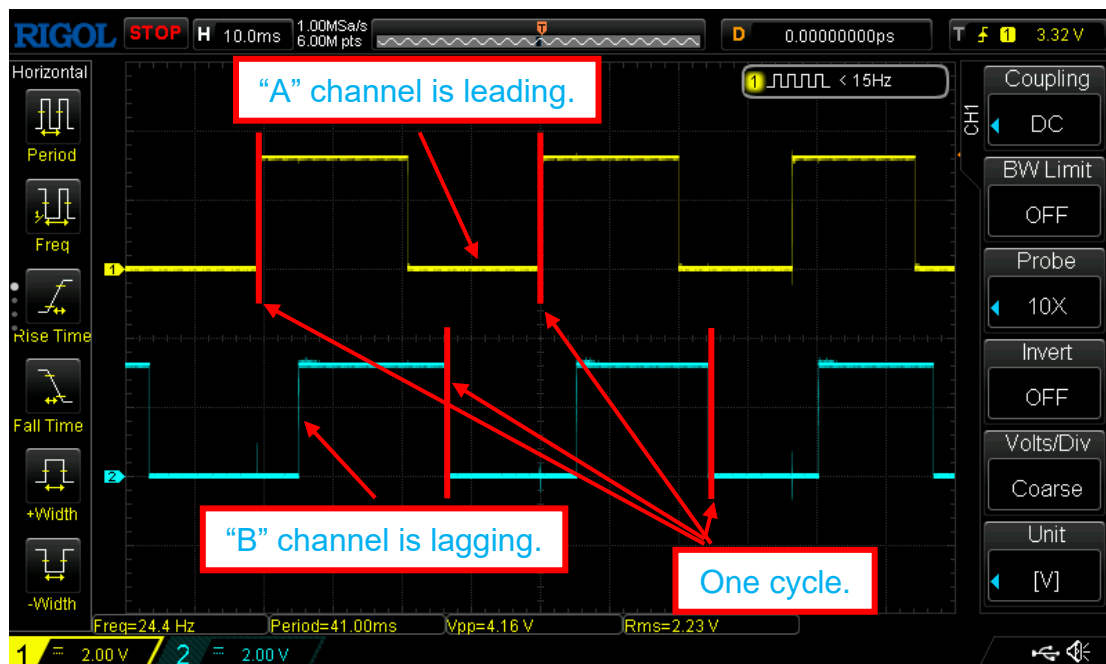 RIGOL STOP H 10.0ms 1.00MSa/s
6.00M pts
T
D 0.00000000ps T 1 3.32 V
Horizontal
Period
Freq
Rise Time
Fall Time
+Width
-Width
“A” channel is leading.
1 < 15Hz
1
2
“B” channel is lagging.
One cycle.
CH1
Coupling
DC
BW Limit
OFF
Probe
10X
Invert
OFF
Volts/Div
Coarse
Unit
[V]
Freq=24.4 Hz Period=41.00ms Vpp=4.16 V Rms=2.23 V
1 = 2.00 V 2 = 2.00 V